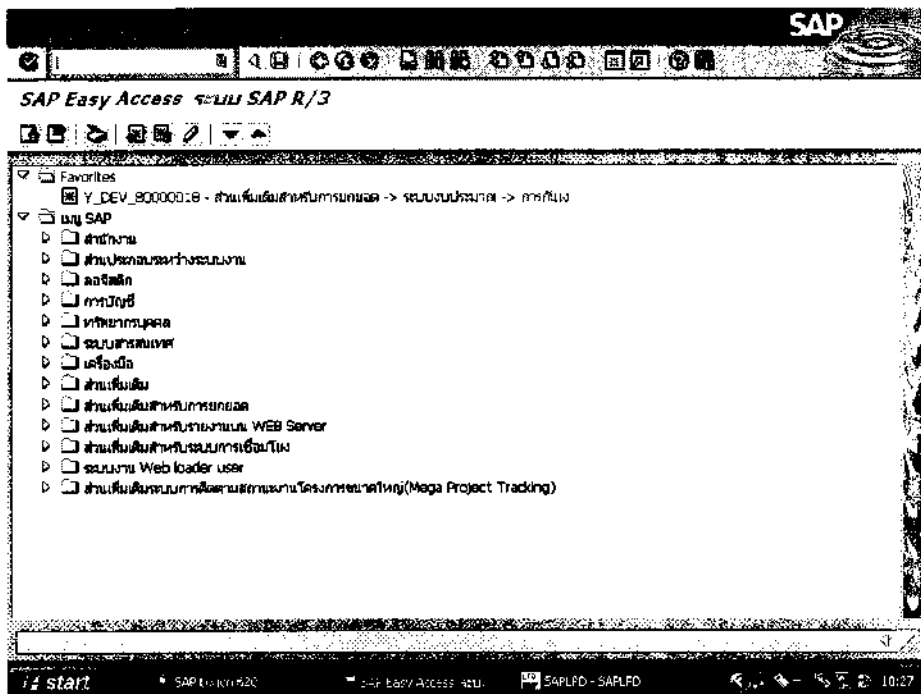 SAP
SAP Easy Access ระบบ SAP R/3
Favorites
Y_DEV_80000018 - ส่วนเพิ่มเติมสำหรับการยกยอด -> ระบบงบประมาณ -> การกันเงิน
เมนู SAP
สำนักงาน
ส่วนประกอบระหว่างระบบงาน
ลอจีสติก
การบัญชี
ทรัพยากรบุคคล
ระบบสารสนเทศ
เครื่องมือ
ส่วนเพิ่มเติม
ส่วนเพิ่มเติมสำหรับการยกยอด
ส่วนเพิ่มเติมสำหรับรายงานบน WEB Server
ส่วนเพิ่มเติมสำหรับระบบการเชื่อมโยง
ระบบงาน Web loader user
ส่วนเพิ่มเติมระบบการติดตามสถานะงานโครงการขนาดใหญ่(Mega Project Tracking)
start SAP Logon 620 SAP Easy Access ระบบ SAPLPD - SAPLPD 10:27